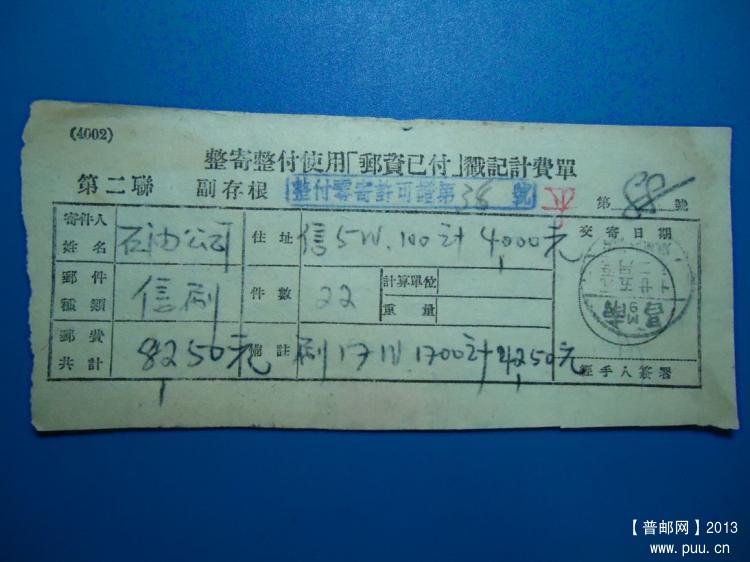 (4002)
整寄整付使用「郵資已付」戳記計費單
第二聯 副存根 整付零寄許可證第38號 第 88 號
寄件人姓名 石油公司 住址 信5W.100計4,000元 交寄日期
郵件種類 信刷 件數 22 計算單位 重量
郵費共計 8250元 備註 刷17W 1700計4,250元 經手人簽署
南昌
【普邮网】2013
www.puu.cn